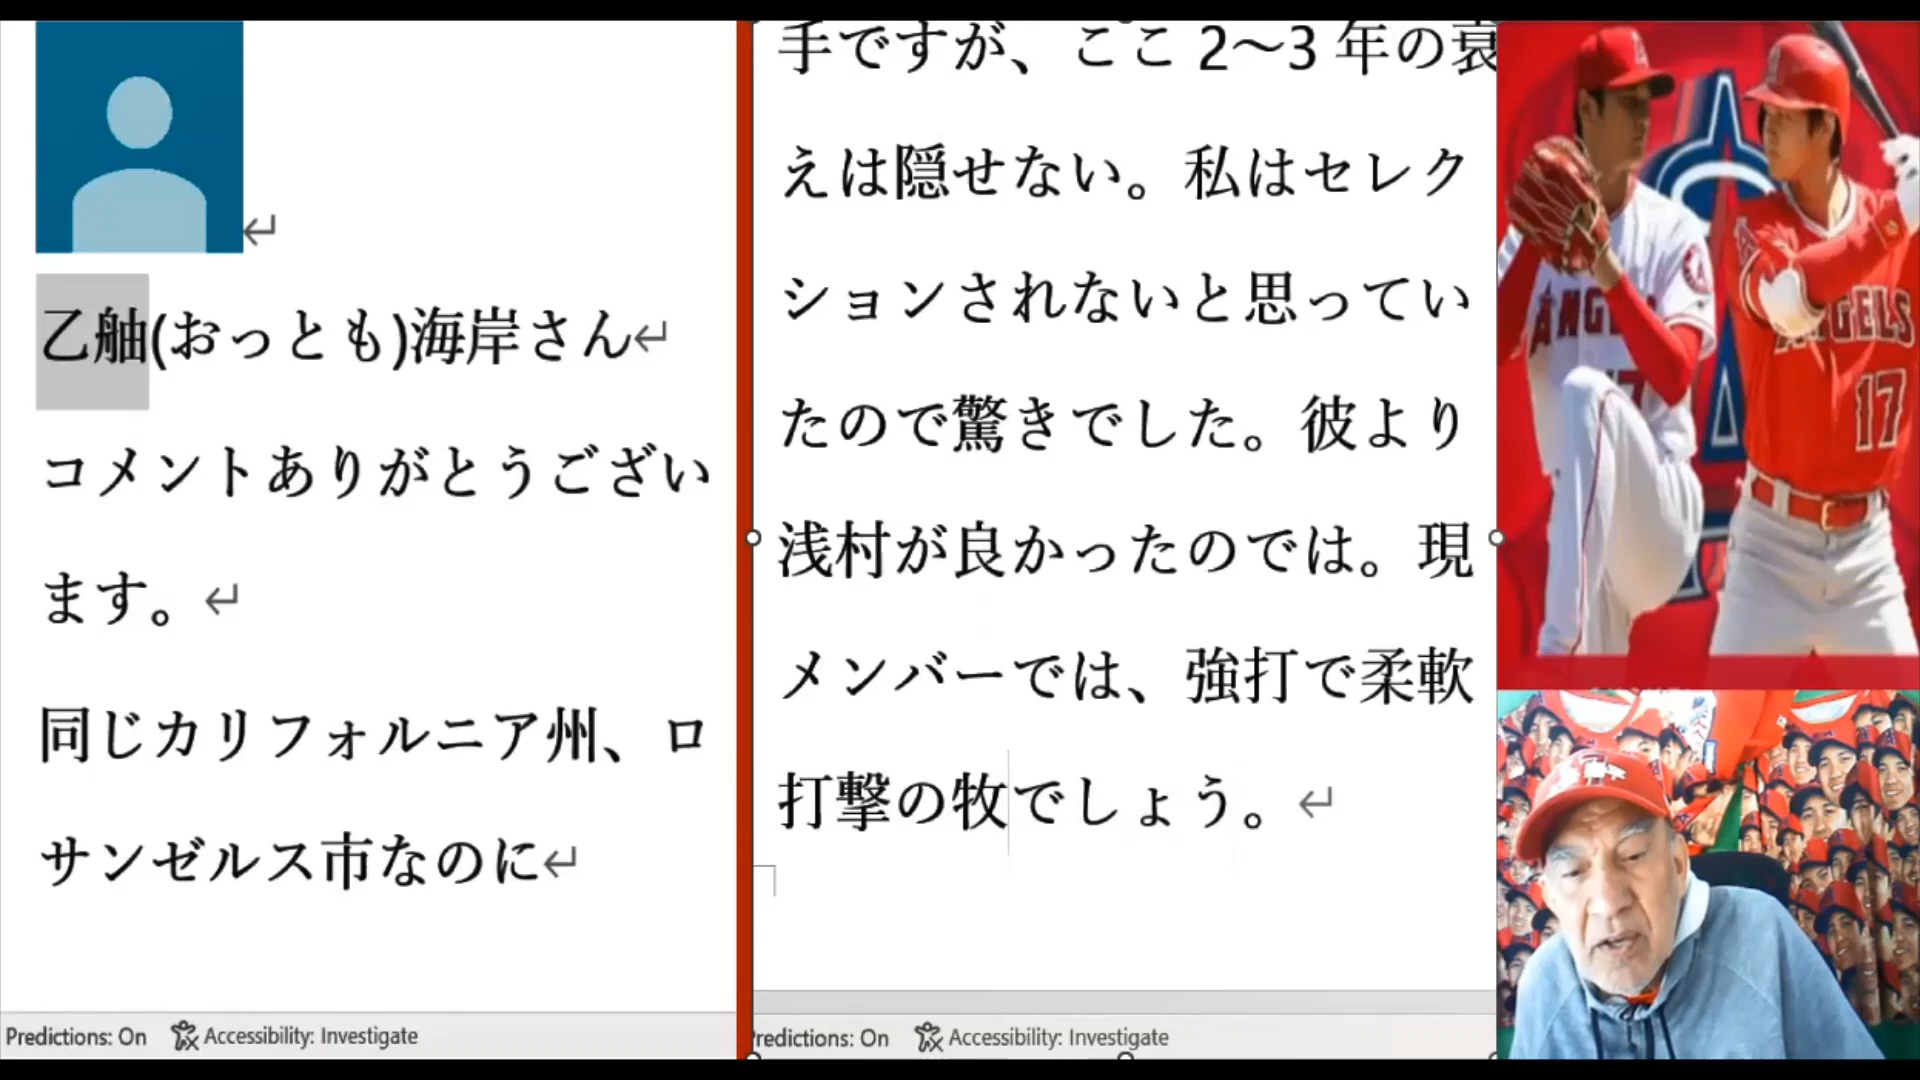 乙舳(おっとも)海岸さん
コメントありがとうござい
ます。
同じカリフォルニア州、ロ
サンゼルス市なのに
Predictions: On Accessibility: Investigate
手ですが、ここ2～3年の衰
えは隠せない。私はセレク
ションされないと思ってい
たので驚きでした。彼より
浅村が良かったのでは。現
メンバーでは、強打で柔軟
打撃の牧でしょう。
redictions: On Accessibility: Investigate
ANGELS
17